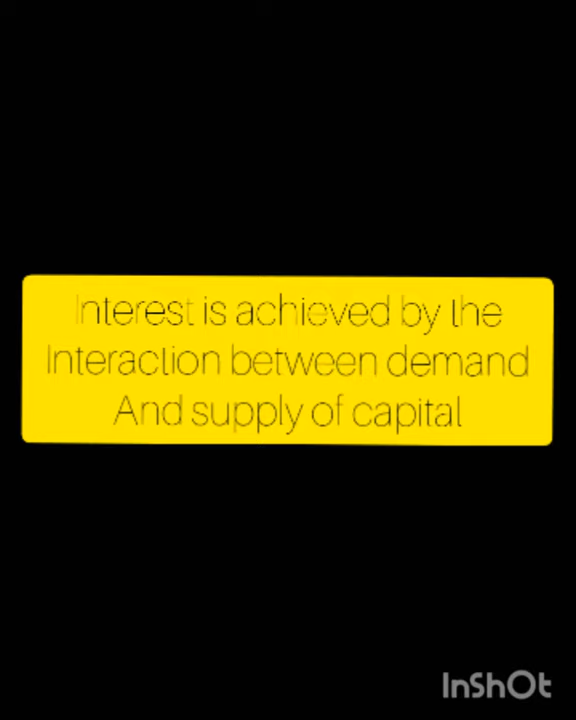 Interest is achieved by the
Interaction between demand
And supply of capital
InShOt